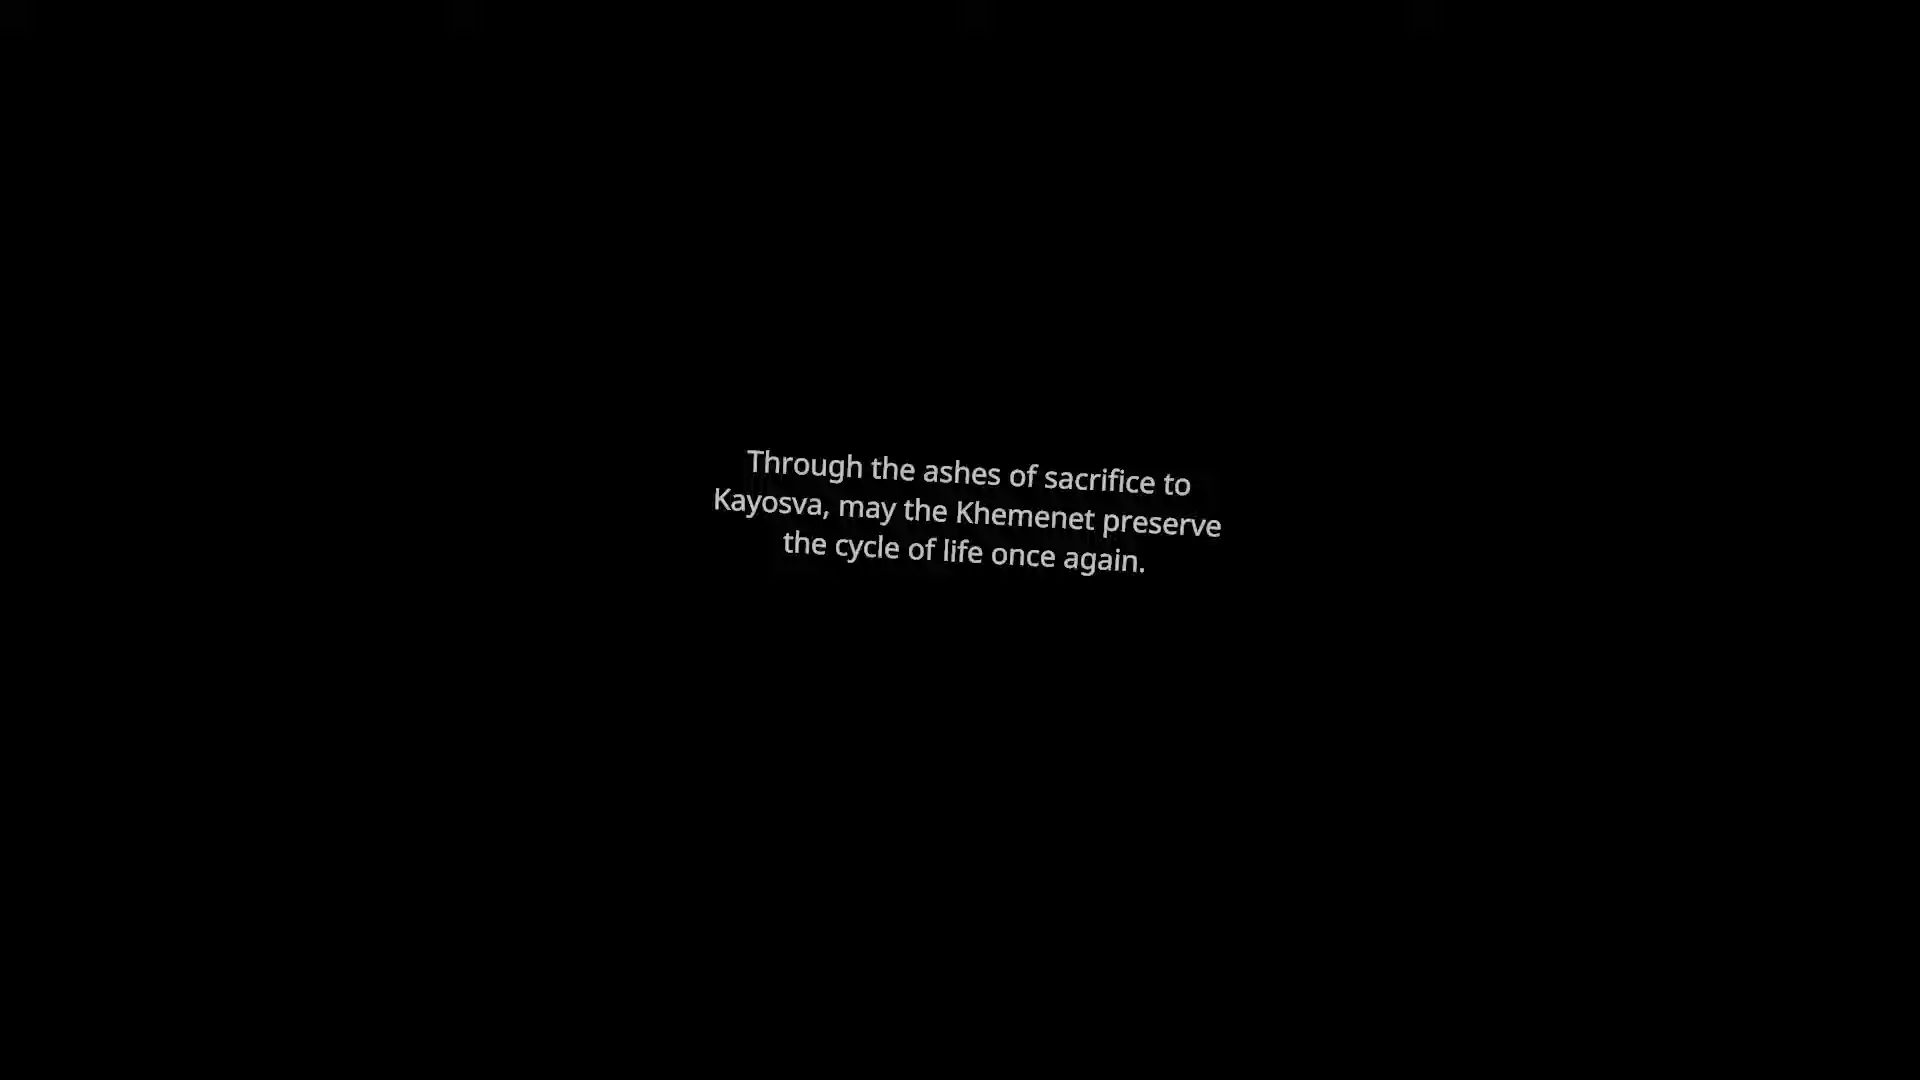 Through the ashes of sacrifice to
Kayosva, may the Khemenet preserve
the cycle of life once again.